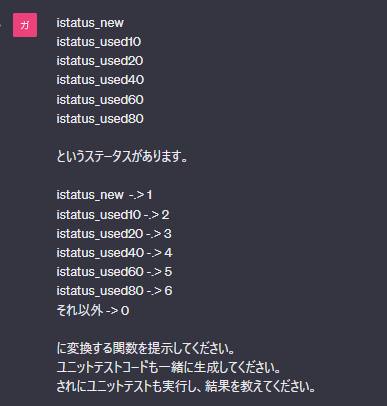 ガ
istatus_new
istatus_used10
istatus_used20
istatus_used40
istatus_used60
istatus_used80
というステータスがあります。
istatus_new -.> 1
istatus_used10 -.> 2
istatus_used20 -.> 3
istatus_used40 -.> 4
istatus_used60 -.> 5
istatus_used80 -.> 6
それ以外 -> 0
に変換する関数を提示してください。
ユニットテストコードも一緒に生成してください。
されにユニットテストも実行し、結果を教えてください。